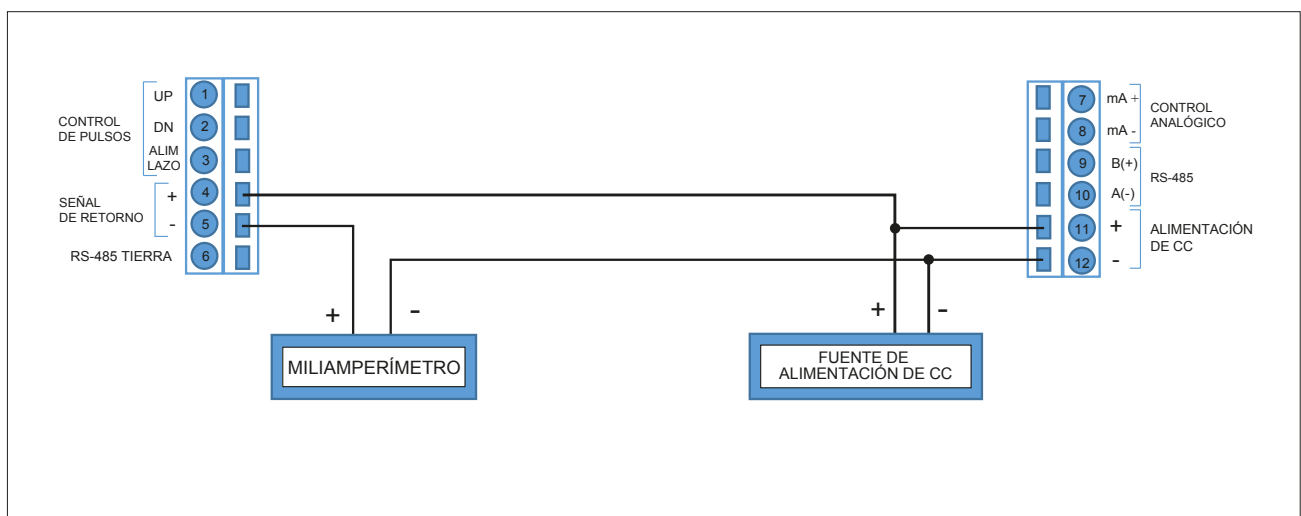 UP
1
CONTROL
DE PULSOS
DN
2
ALIM
LAZO
3
SEÑAL
DE RETORNO
+
4
-
5
RS-485 TIERRA
6
7
mA +
CONTROL
ANALÓGICO
8
mA -
9
B(+)
RS-485
10
A(-)
11
+
ALIMENTACIÓN
DE CC
12
-
+
-
MILIAMPERÍMETRO
+
-
FUENTE DE
ALIMENTACIÓN DE CC